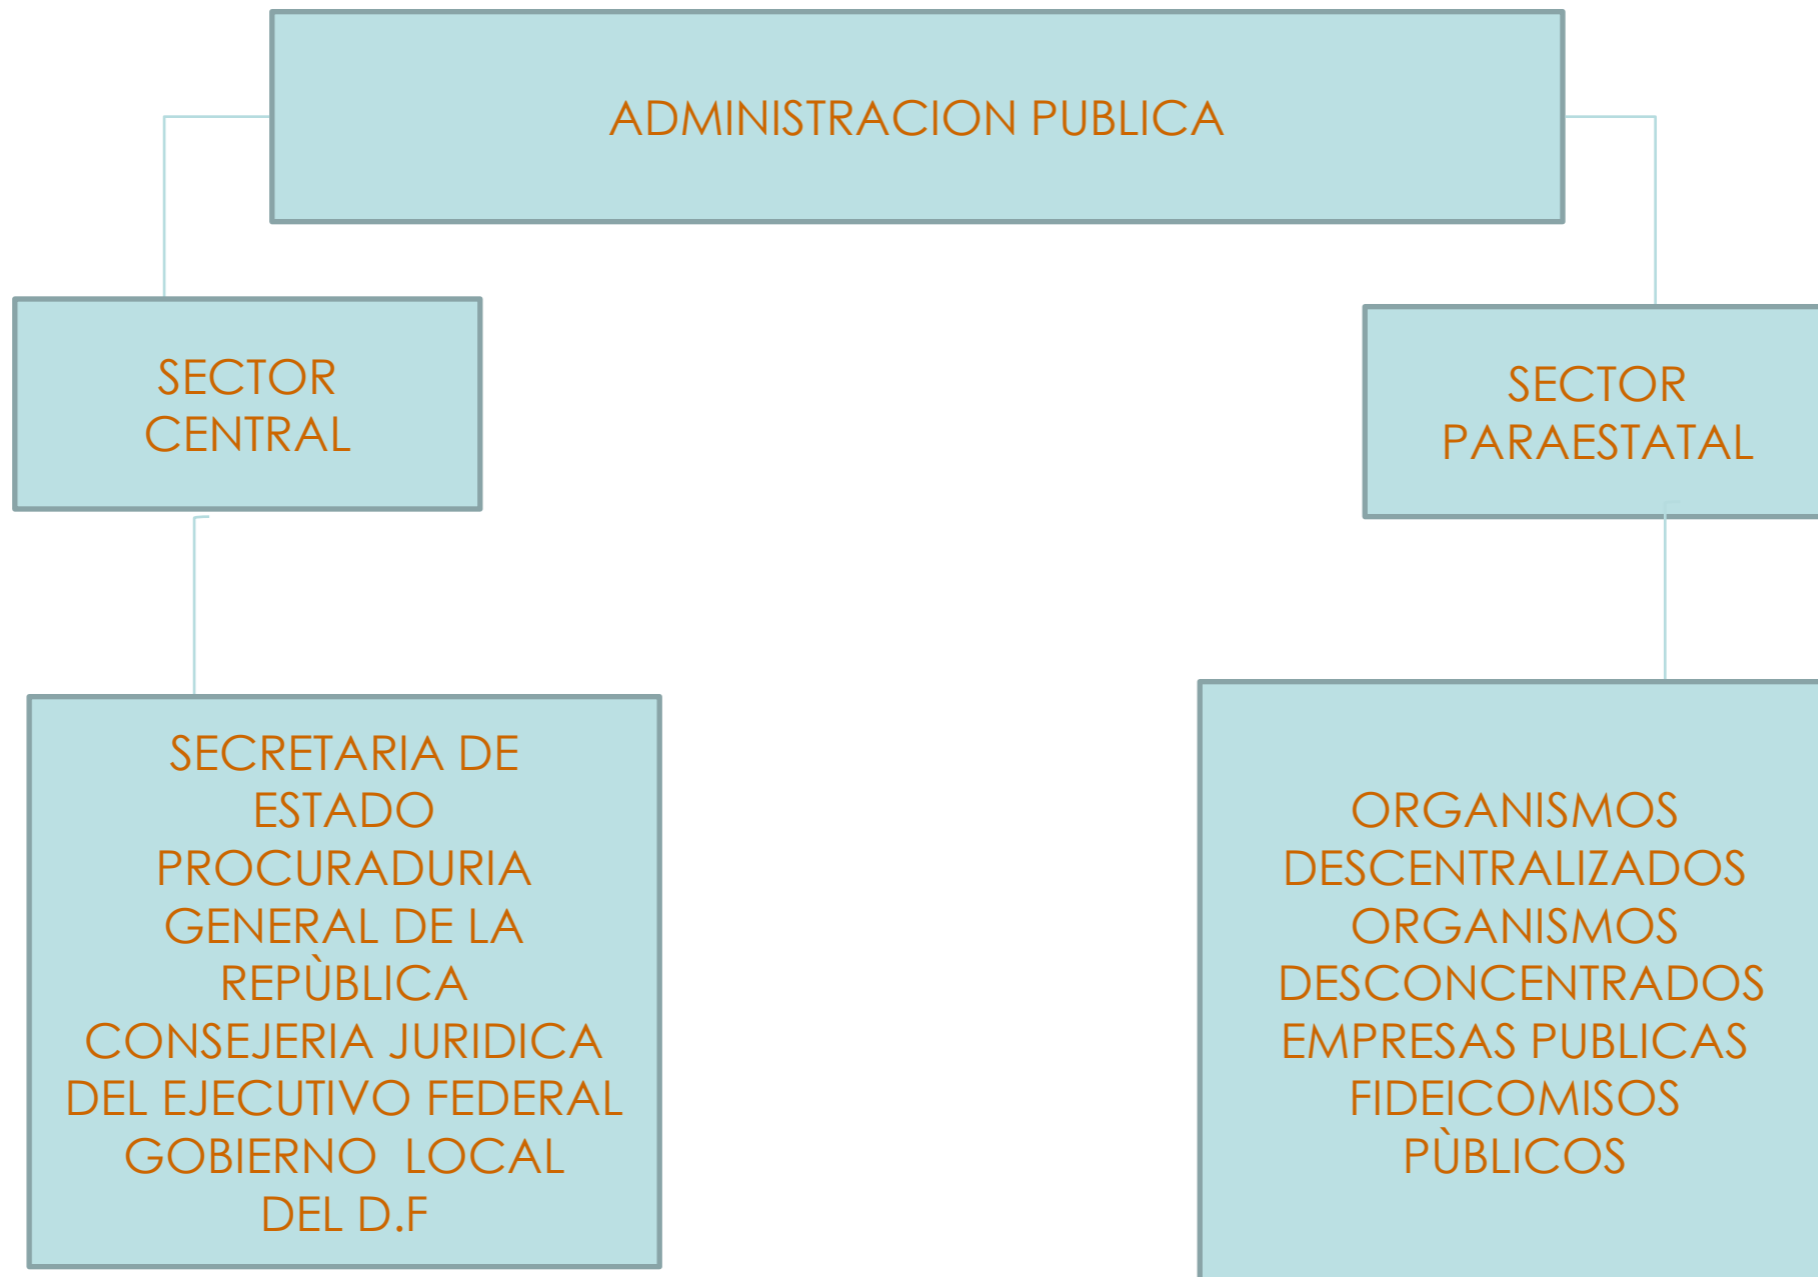 ADMINISTRACION PUBLICA
SECTOR
CENTRAL
SECTOR
PARAESTATAL
SECRETARIA DE
ESTADO
PROCURADURIA
GENERAL DE LA
REPÙBLICA
CONSEJERIA JURIDICA
DEL EJECUTIVO FEDERAL
GOBIERNO  LOCAL
DEL D.F
ORGANISMOS
DESCENTRALIZADOS
ORGANISMOS
DESCONCENTRADOS
EMPRESAS PUBLICAS
FIDEICOMISOS
PÙBLICOS